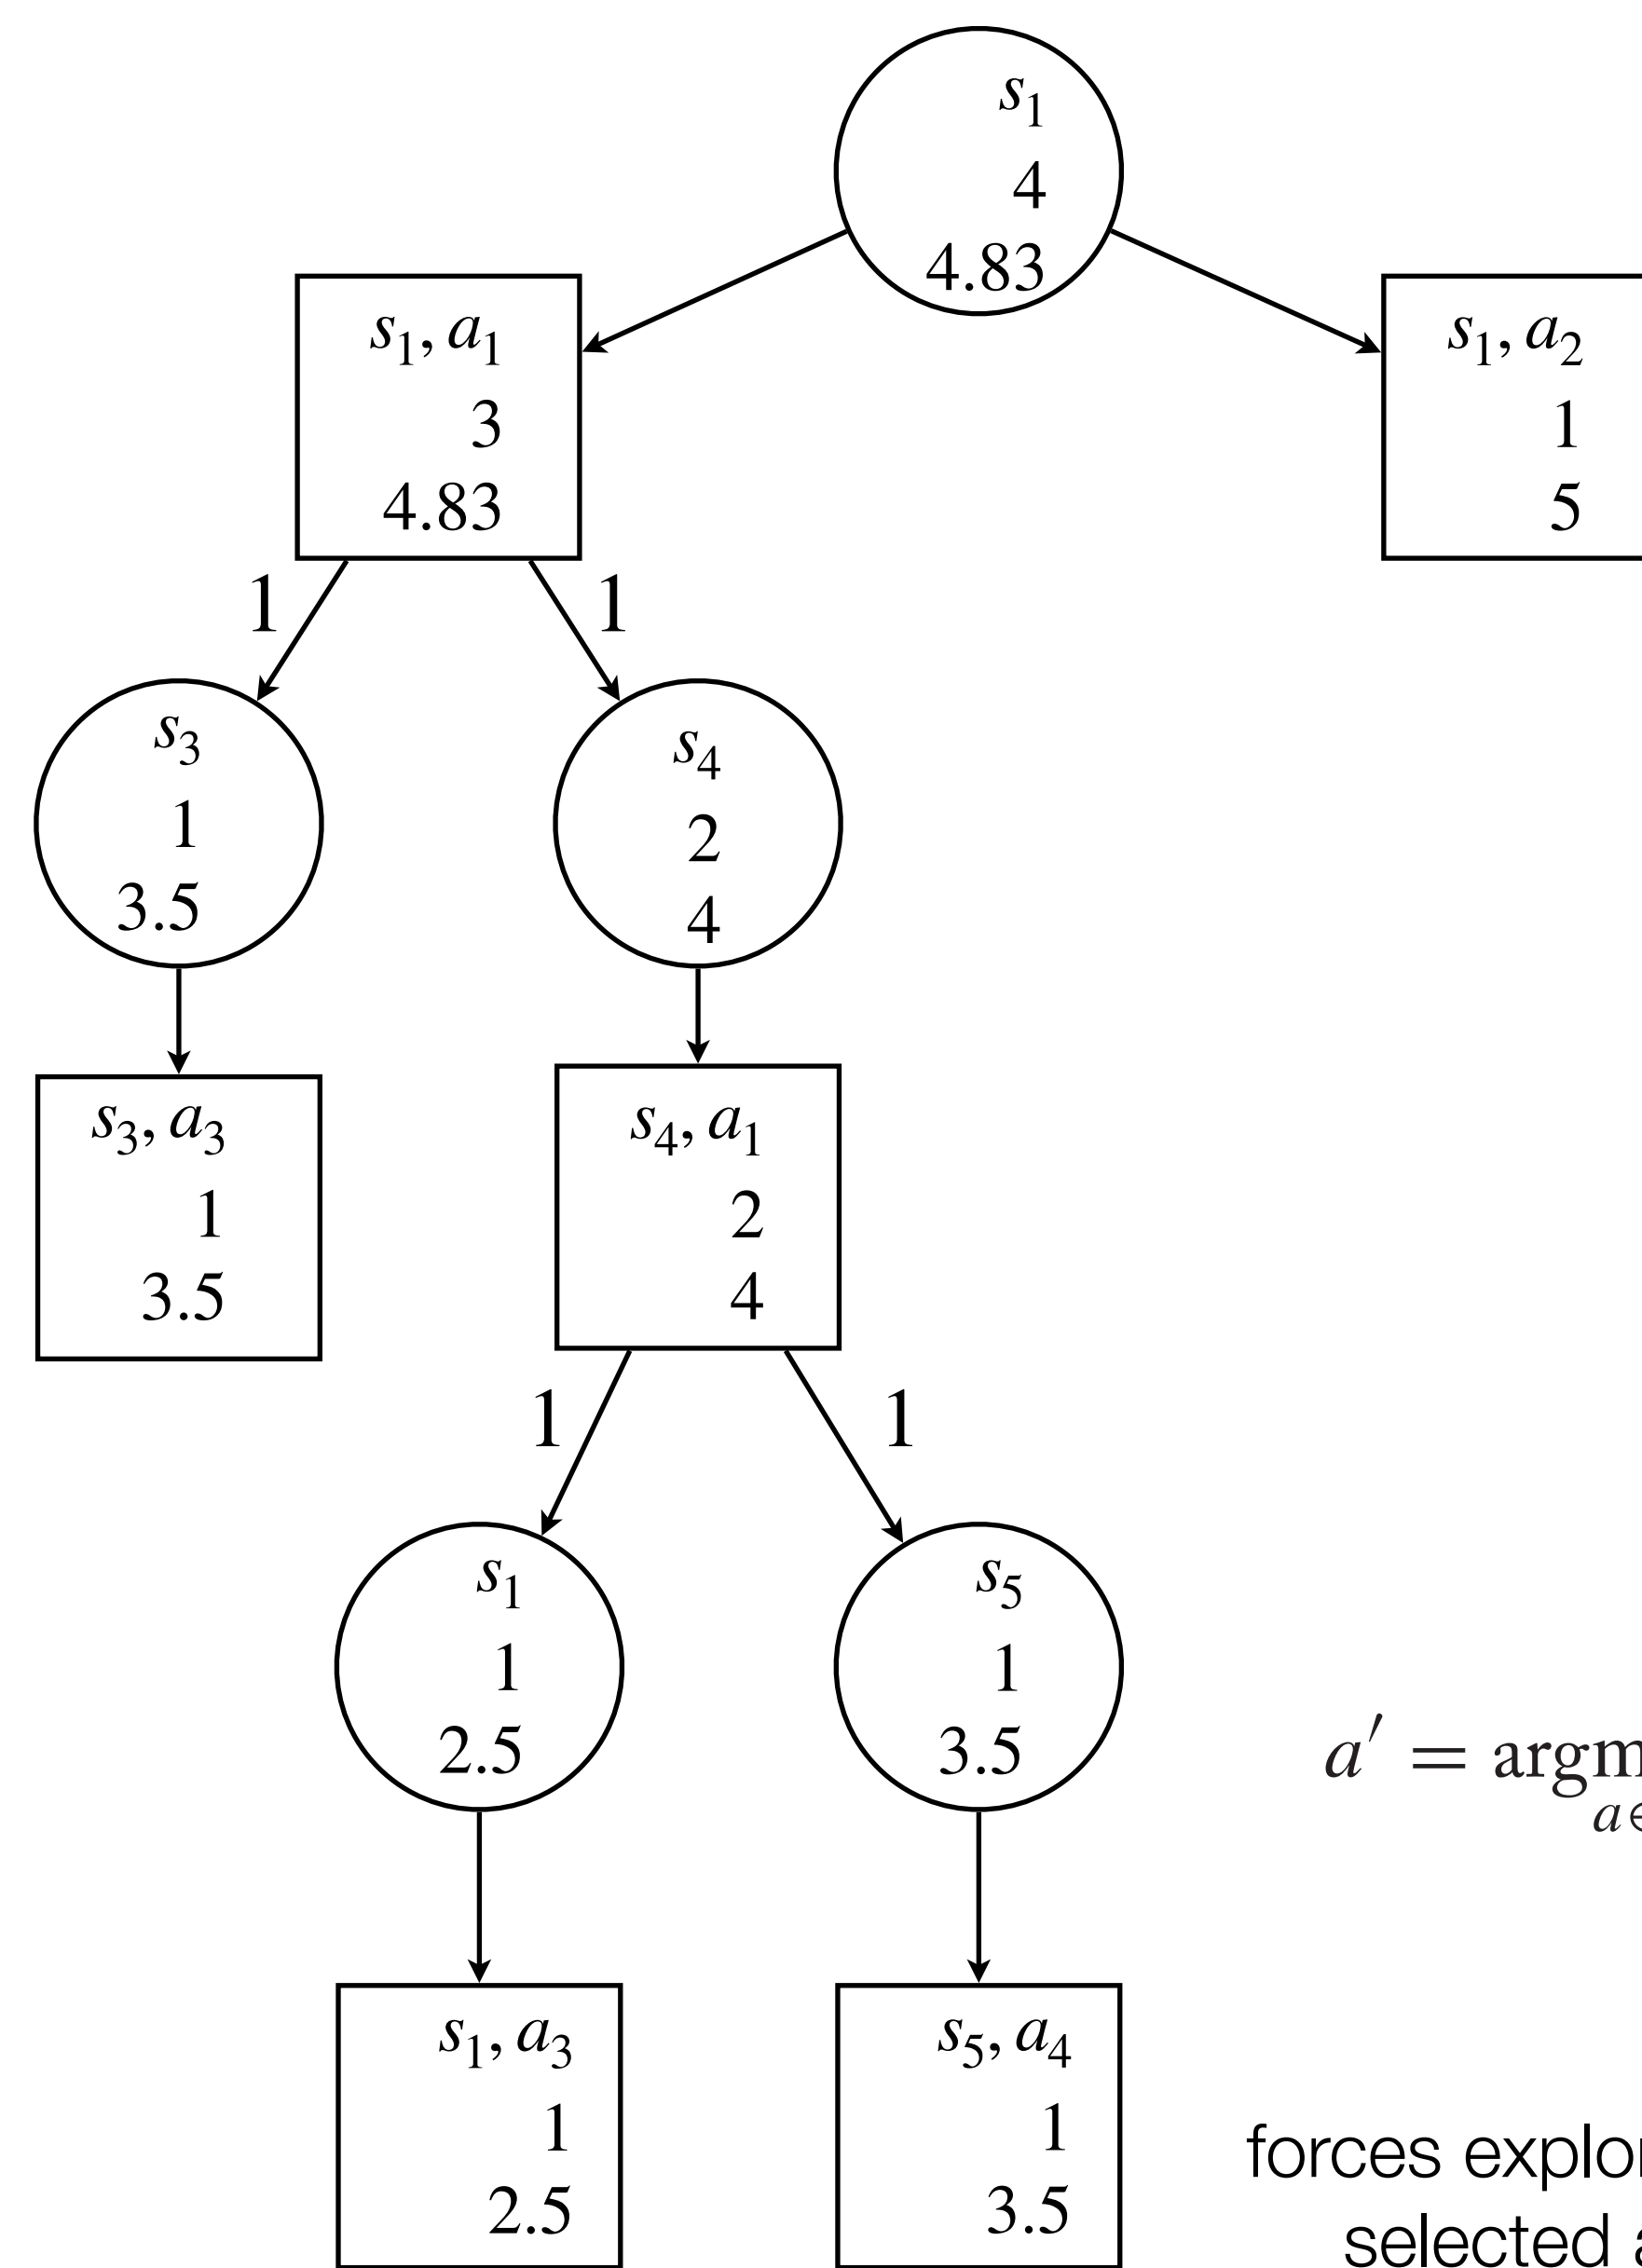 s₁
4
4.83
s₁, a₁
3
4.83
s₁, a₂
1
5
1
1
s₃
1
3.5
s₄
2
4
s₃, a₃
1
3.5
s₄, a₁
2
4
1
1
s₁
1
2.5
s₅
1
3.5
a′ =
s₁, a₃
1
2.5
s₅, a₄
1
3.5
forces
selected